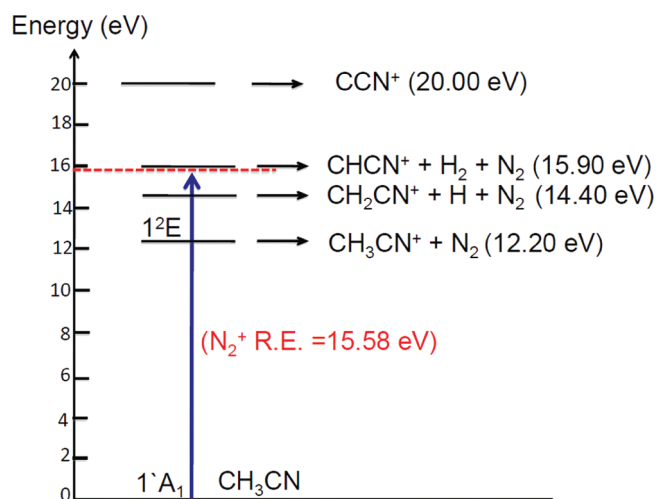 Energy (eV)
20
CCN⁺ (20.00 eV)
18
16
CHCN⁺ + H₂ + N₂ (15.90 eV)
CH₂CN⁺ + H + N₂ (14.40 eV)
14
1²E
12
CH₃CN⁺ + N₂ (12.20 eV)
10
8
(N₂⁺ R.E. =15.58 eV)
6
4
2
0
1`A₁ CH₃CN